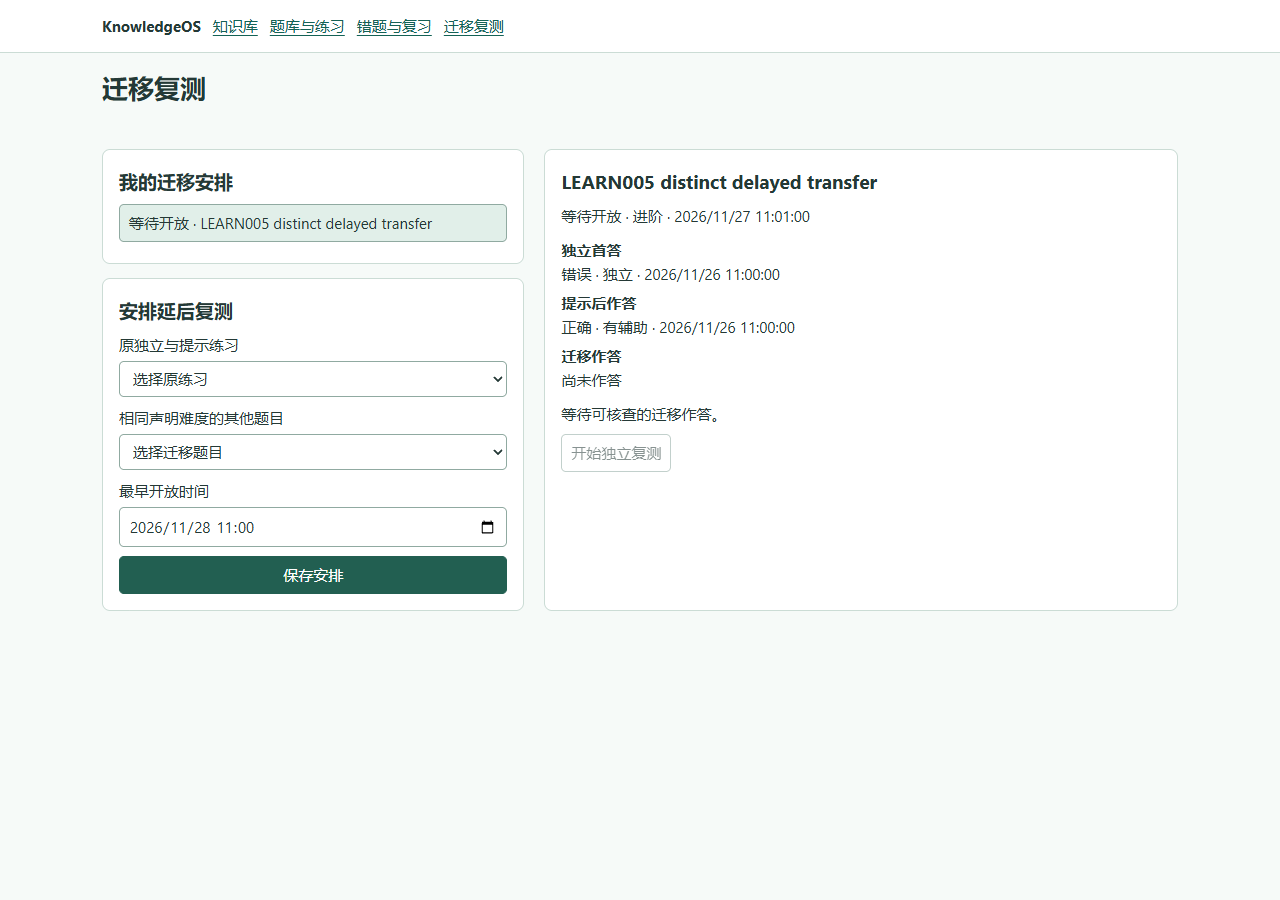 KnowledgeOS 知识库 题库与练习 错题与复习 迁移复测
迁移复测
我的迁移安排
等待开放 · LEARN005 distinct delayed transfer
安排延后复测
原独立与提示练习
选择原练习
相同声明难度的其他题目
选择迁移题目
最早开放时间
2026/11/28 11:00
保存安排
LEARN005 distinct delayed transfer
等待开放 · 进阶 · 2026/11/27 11:01:00
独立首答
错误 · 独立 · 2026/11/26 11:00:00
提示后作答
正确 · 有辅助 · 2026/11/26 11:00:00
迁移作答
尚未作答
等待可核查的迁移作答。
开始独立复测